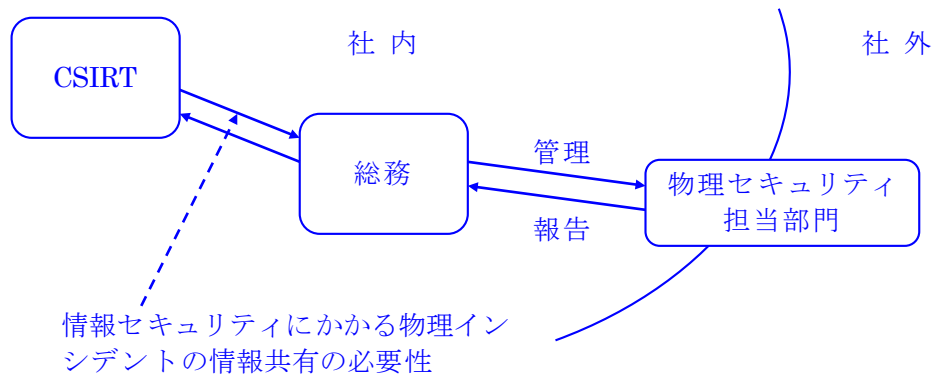 社 内
社 外
CSIRT
総務
管理
報告
物理セキュリティ
担当部門
情報セキュリティにかかる物理イン
シデントの情報共有の必要性